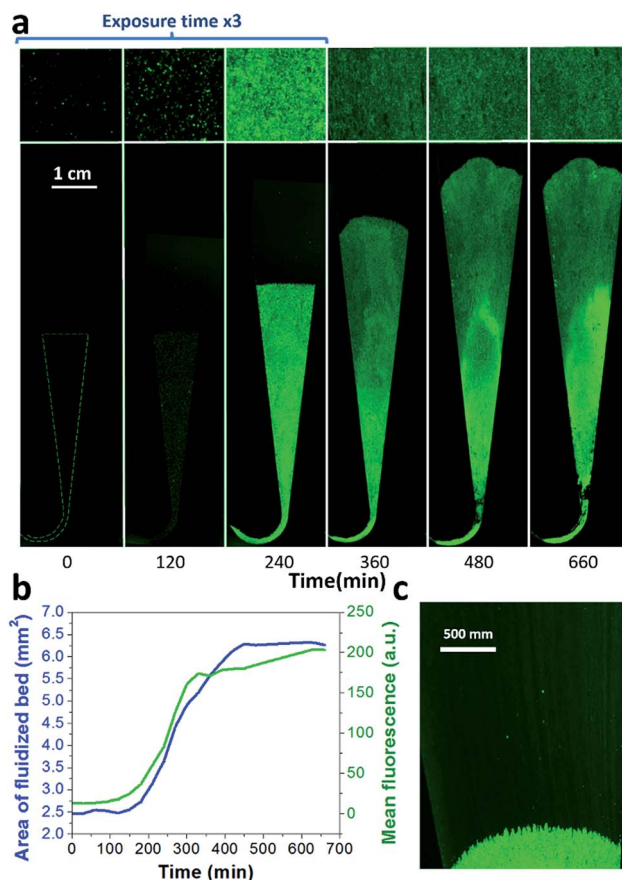 a
Exposure time x3
1 cm
0 120 240 360 480 660
Time(min)
b
Area of fluidized bed (mm²)
7.0
6.5
6.0
5.5
5.0
4.5
4.0
3.5
3.0
2.5
2.0
250
200
150
100
50
0
Mean fluorescence (a.u.)
0 100 200 300 400 500 600 700
Time (min)
c
500 mm